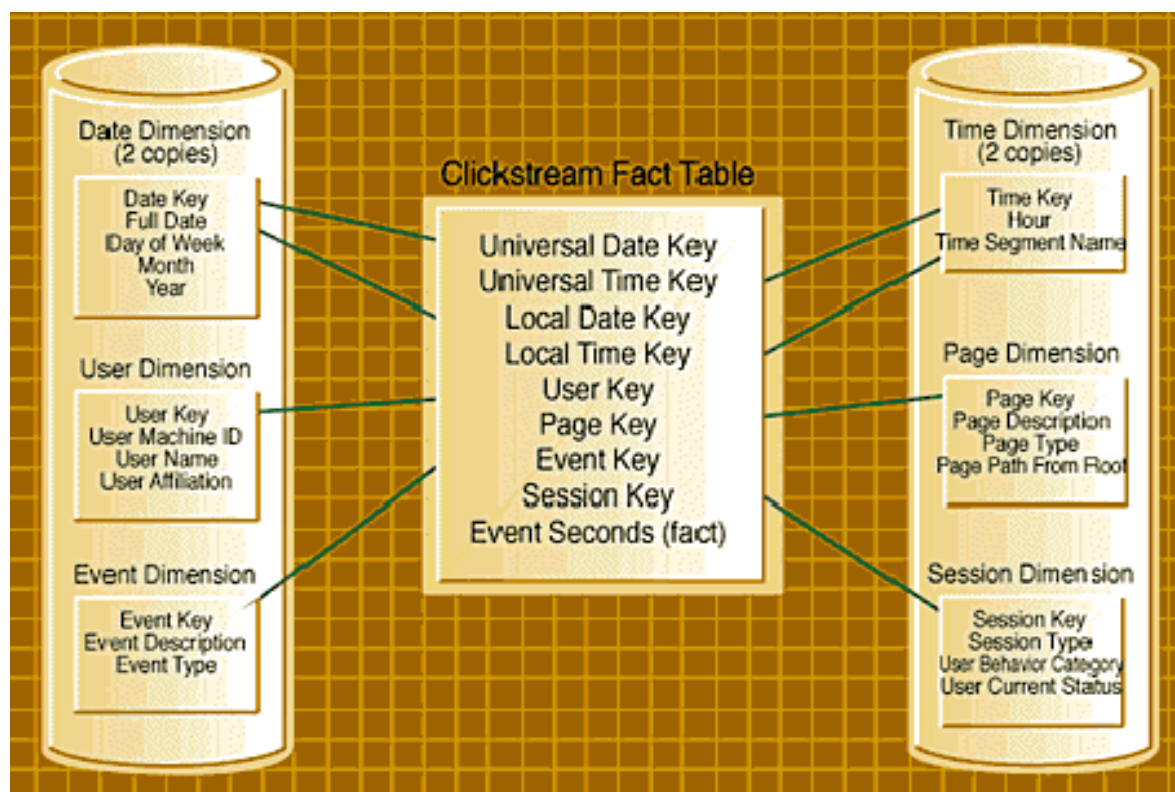 Date Dimension
(2 copies)
Date Key
Full Date
Day of Week
Month
Year
User Dimension
User Key
User Machine ID
User Name
User Affiliation
Event Dimension
Event Key
Event Description
Event Type
Clickstream Fact Table
Universal Date Key
Universal Time Key
Local Date Key
Local Time Key
User Key
Page Key
Event Key
Session Key
Event Seconds (fact)
Time Dimension
(2 copies)
Time Key
Hour
Time Segment Name
Page Dimension
Page Key
Page Description
Page Type
Page Path From Root
Session Dimension
Session Key
Session Type
User Behavior Category
User Current Status